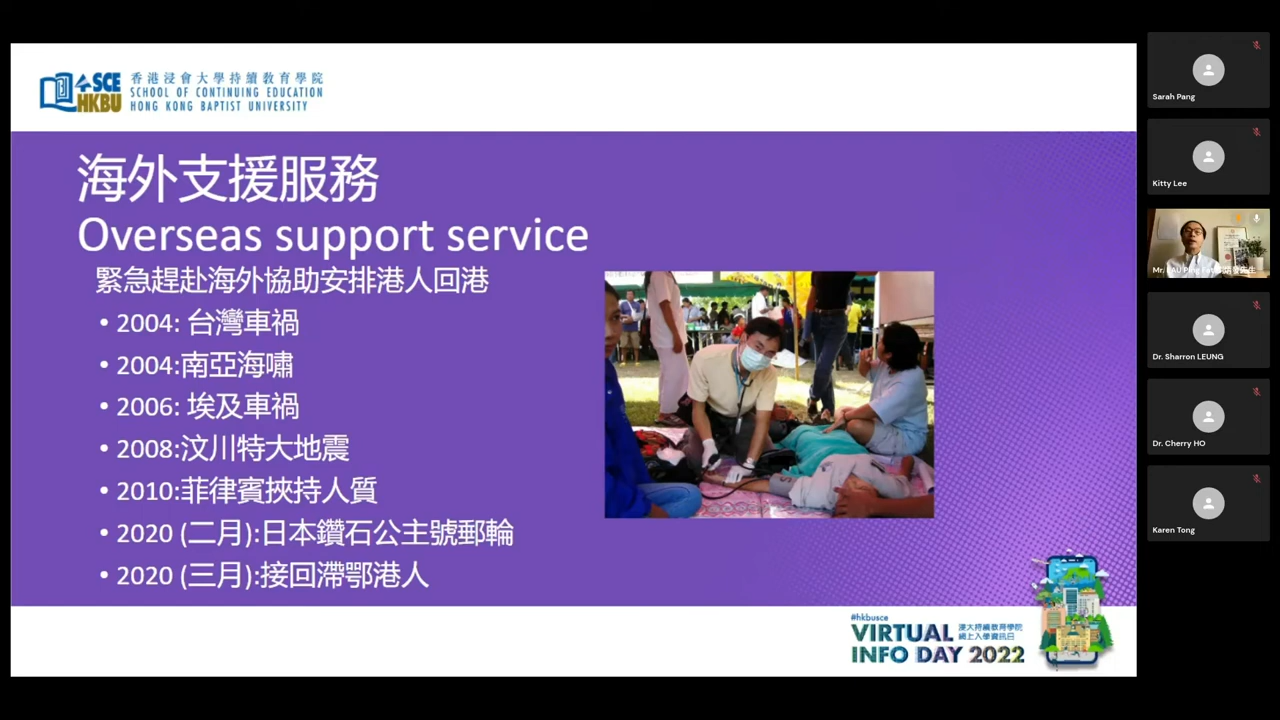 SCE
HKBU
香港浸會大學持續教育學院
SCHOOL OF CONTINUING EDUCATION
HONG KONG BAPTIST UNIVERSITY
海外支援服務
Overseas support service
緊急趕赴海外協助安排港人回港
• 2004: 台灣車禍
• 2004:南亞海嘯
• 2006: 埃及車禍
• 2008:汶川特大地震
• 2010:菲律賓挾持人質
• 2020 (二月):日本鑽石公主號郵輪
• 2020 (三月):接回滯鄂港人
#hkbusce
VIRTUAL
INFO DAY 2022
浸大持續教育學院
網上入學資訊日
Sarah Pang
Kitty Lee
Mr. LAU Ping Fat
先生
Dr. Sharron LEUNG
Dr. Cherry HO
Karen Tong